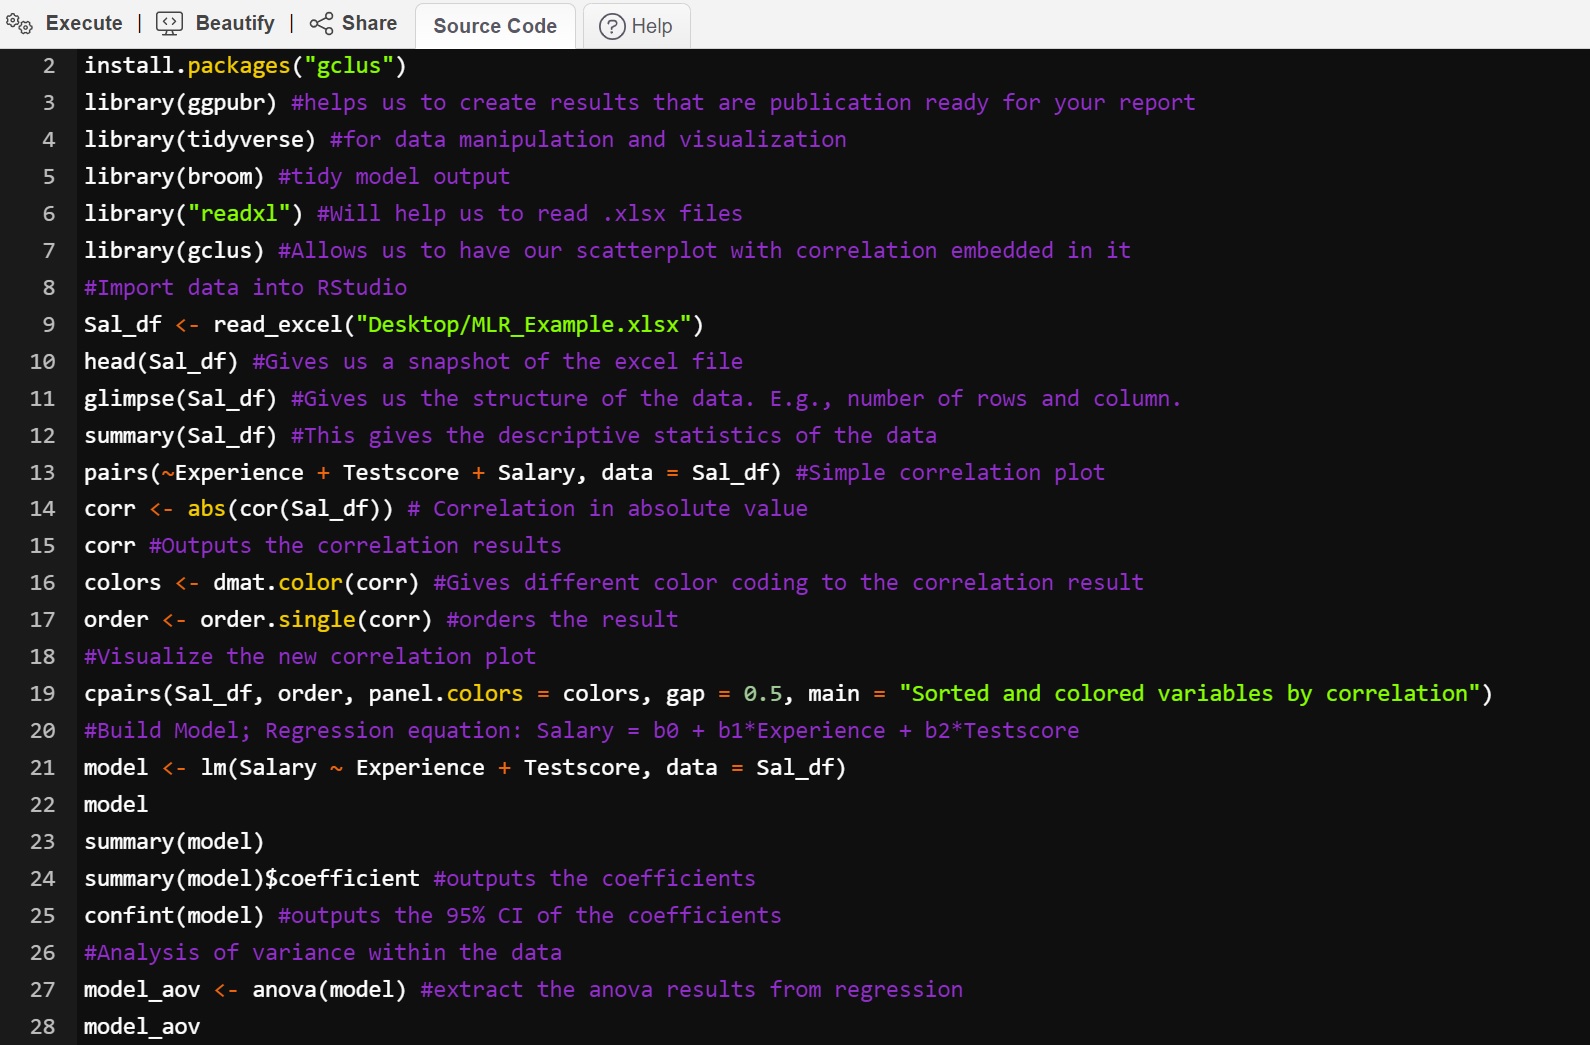 Execute | Beautify | Share Source Code Help
2 install.packages("gclus")
3 library(ggpubr) #helps us to create results that are publication ready for your report
4 library(tidyverse) #for data manipulation and visualization
5 library(broom) #tidy model output
6 library("readxl") #Will help us to read .xlsx files
7 library(gclus) #Allows us to have our scatterplot with correlation embedded in it
8 #Import data into RStudio
9 Sal_df <- read_excel("Desktop/MLR_Example.xlsx")
10 head(Sal_df) #Gives us a snapshot of the excel file
11 glimpse(Sal_df) #Gives us the structure of the data. E.g., number of rows and column.
12 summary(Sal_df) #This gives the descriptive statistics of the data
13 pairs(~Experience + Testscore + Salary, data = Sal_df) #Simple correlation plot
14 corr <- abs(cor(Sal_df)) # Correlation in absolute value
15 corr #Outputs the correlation results
16 colors <- dmat.color(corr) #Gives different color coding to the correlation result
17 order <- order.single(corr) #orders the result
18 #Visualize the new correlation plot
19 cpairs(Sal_df, order, panel.colors = colors, gap = 0.5, main = "Sorted and colored variables by correlation")
20 #Build Model; Regression equation: Salary = b0 + b1*Experience + b2*Testscore
21 model <- lm(Salary ~ Experience + Testscore, data = Sal_df)
22 model
23 summary(model)
24 summary(model)$coefficient #outputs the coefficients
25 confint(model) #outputs the 95% CI of the coefficients
26 #Analysis of variance within the data
27 model_aov <- anova(model) #extract the anova results from regression
28 model_aov